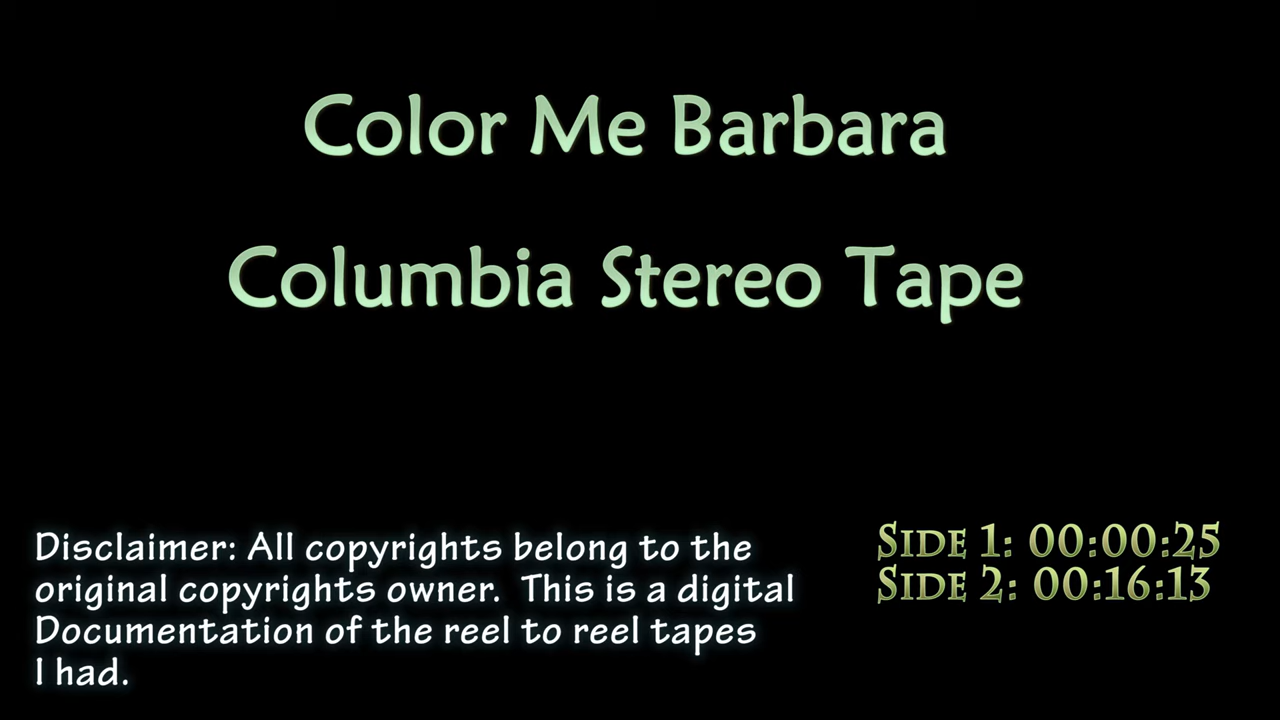 Color Me Barbara
Columbia Stereo Tape
Disclaimer: All copyrights belong to the
original copyrights owner.  This is a digital
Documentation of the reel to reel tapes
I had.
SIDE 1: 00:00:25
SIDE 2: 00:16:13